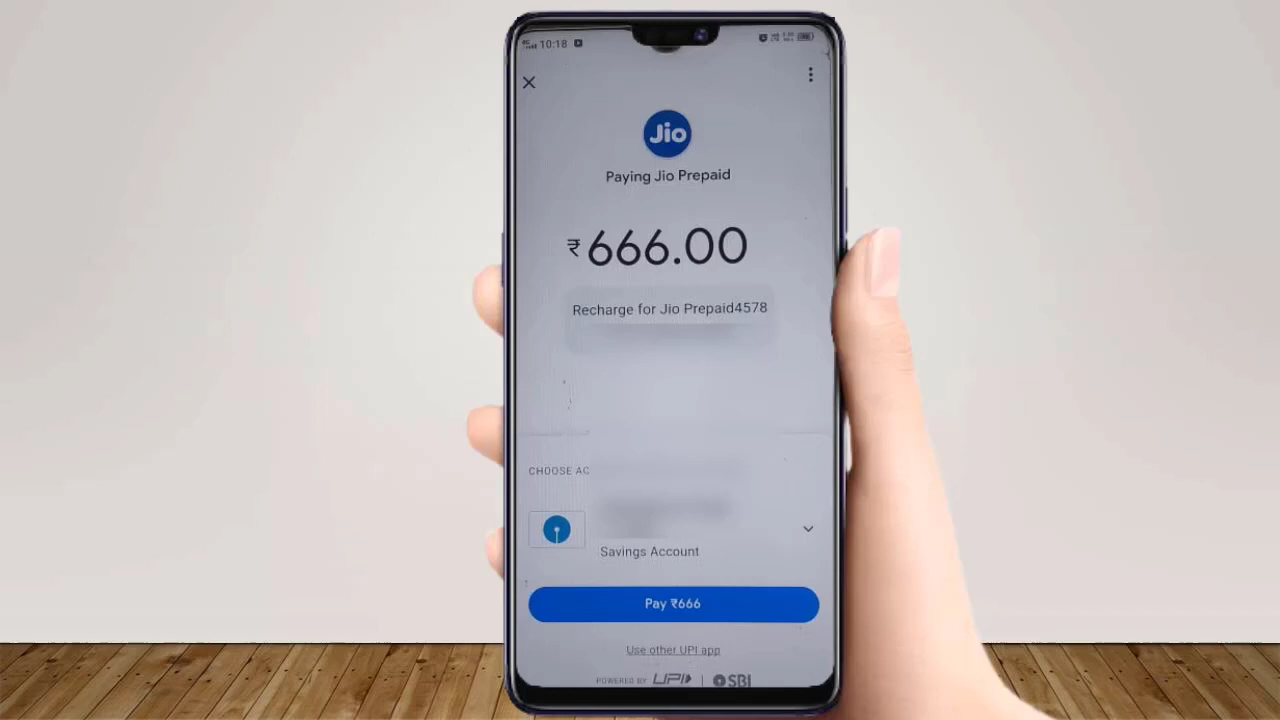 10:18
Jio
Paying Jio Prepaid
₹666.00
Recharge for Jio Prepaid4578
CHOOSE AC
Savings Account
Pay ₹666
Use other UPI app
POWERED BY UPI | SBI